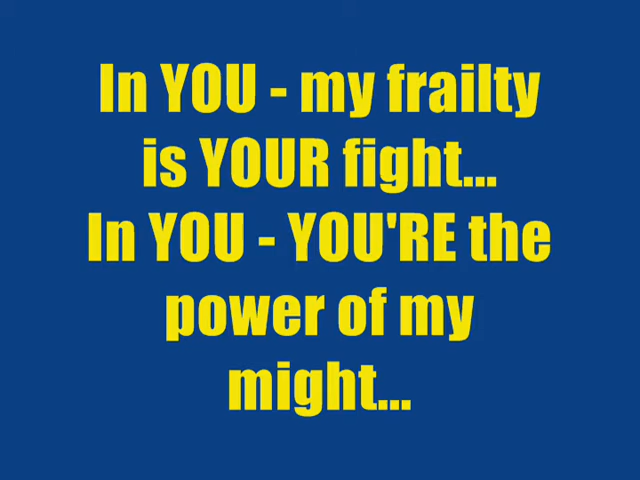 In YOU - my frailty
is YOUR fight...
In YOU - YOU'RE the
power of my
might...